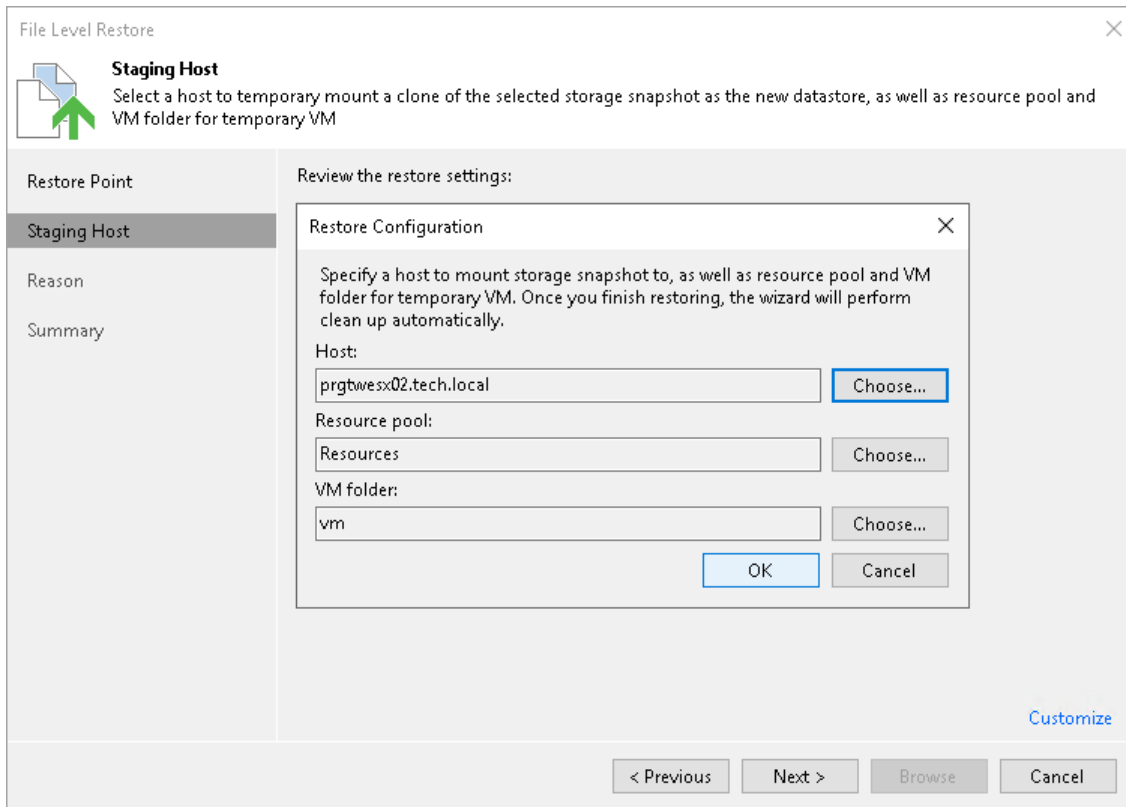 File Level Restore
Staging Host
Select a host to temporary mount a clone of the selected storage snapshot as the new datastore, as well as resource pool and
VM folder for temporary VM
Restore Point
Staging Host
Reason
Summary
Review the restore settings:
Restore Configuration
Specify a host to mount storage snapshot to, as well as resource pool and VM
folder for temporary VM. Once you finish restoring, the wizard will perform
clean up automatically.
Host:
prgtwesx02.tech.local
Choose...
Resource pool:
Resources
Choose...
VM folder:
vm
Choose...
OK
Cancel
Customize
< Previous
Next >
Browse
Cancel